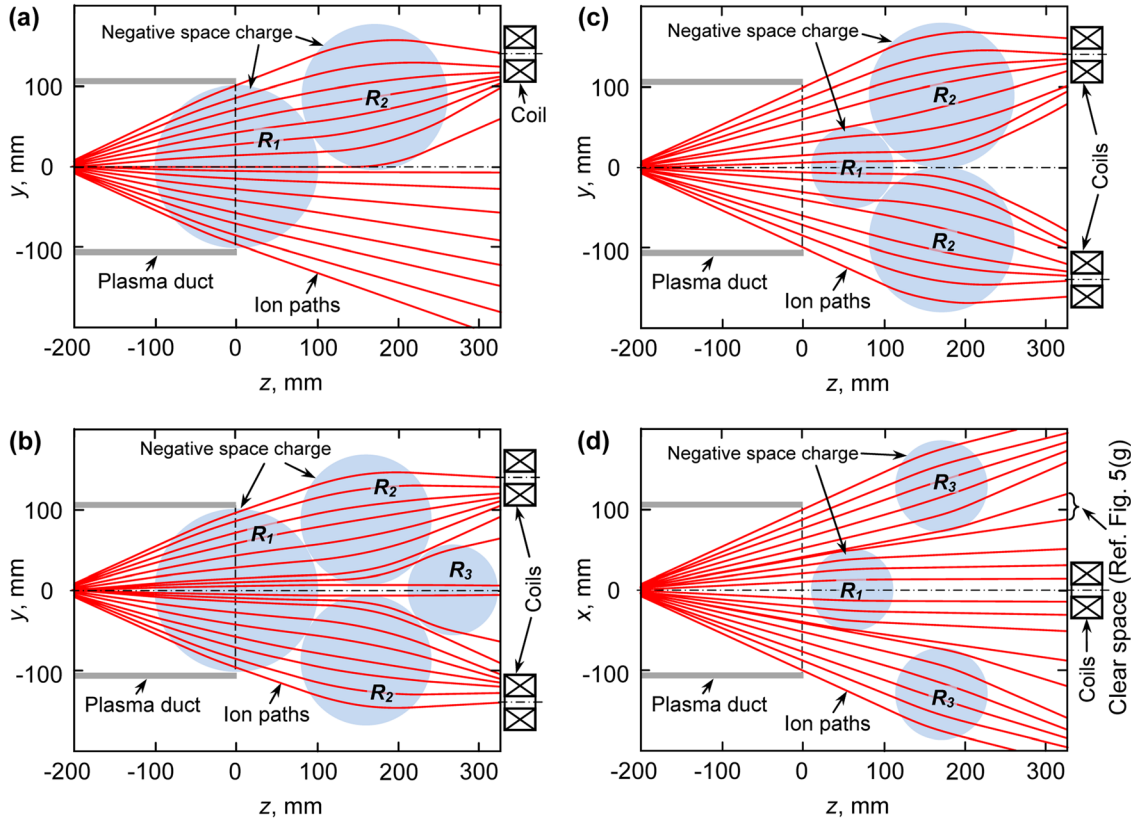 (a)
Negative space charge
R1
R2
Coil
Plasma duct
Ion paths
y, mm
100
0
-100
-200
-100
0
100
200
300
z, mm
(c)
Negative space charge
R1
R2
R2
Coils
Plasma duct
Ion paths
y, mm
100
0
-100
-200
-100
0
100
200
300
z, mm
(b)
Negative space charge
R1
R2
R3
R2
Coils
Plasma duct
Ion paths
y, mm
100
0
-100
-200
-100
0
100
200
300
z, mm
(d)
Negative space charge
R1
R3
R3
Coils
Clear space (Ref. Fig. 5(g)
Plasma duct
Ion paths
x, mm
100
0
-100
-200
-100
0
100
200
300
z, mm